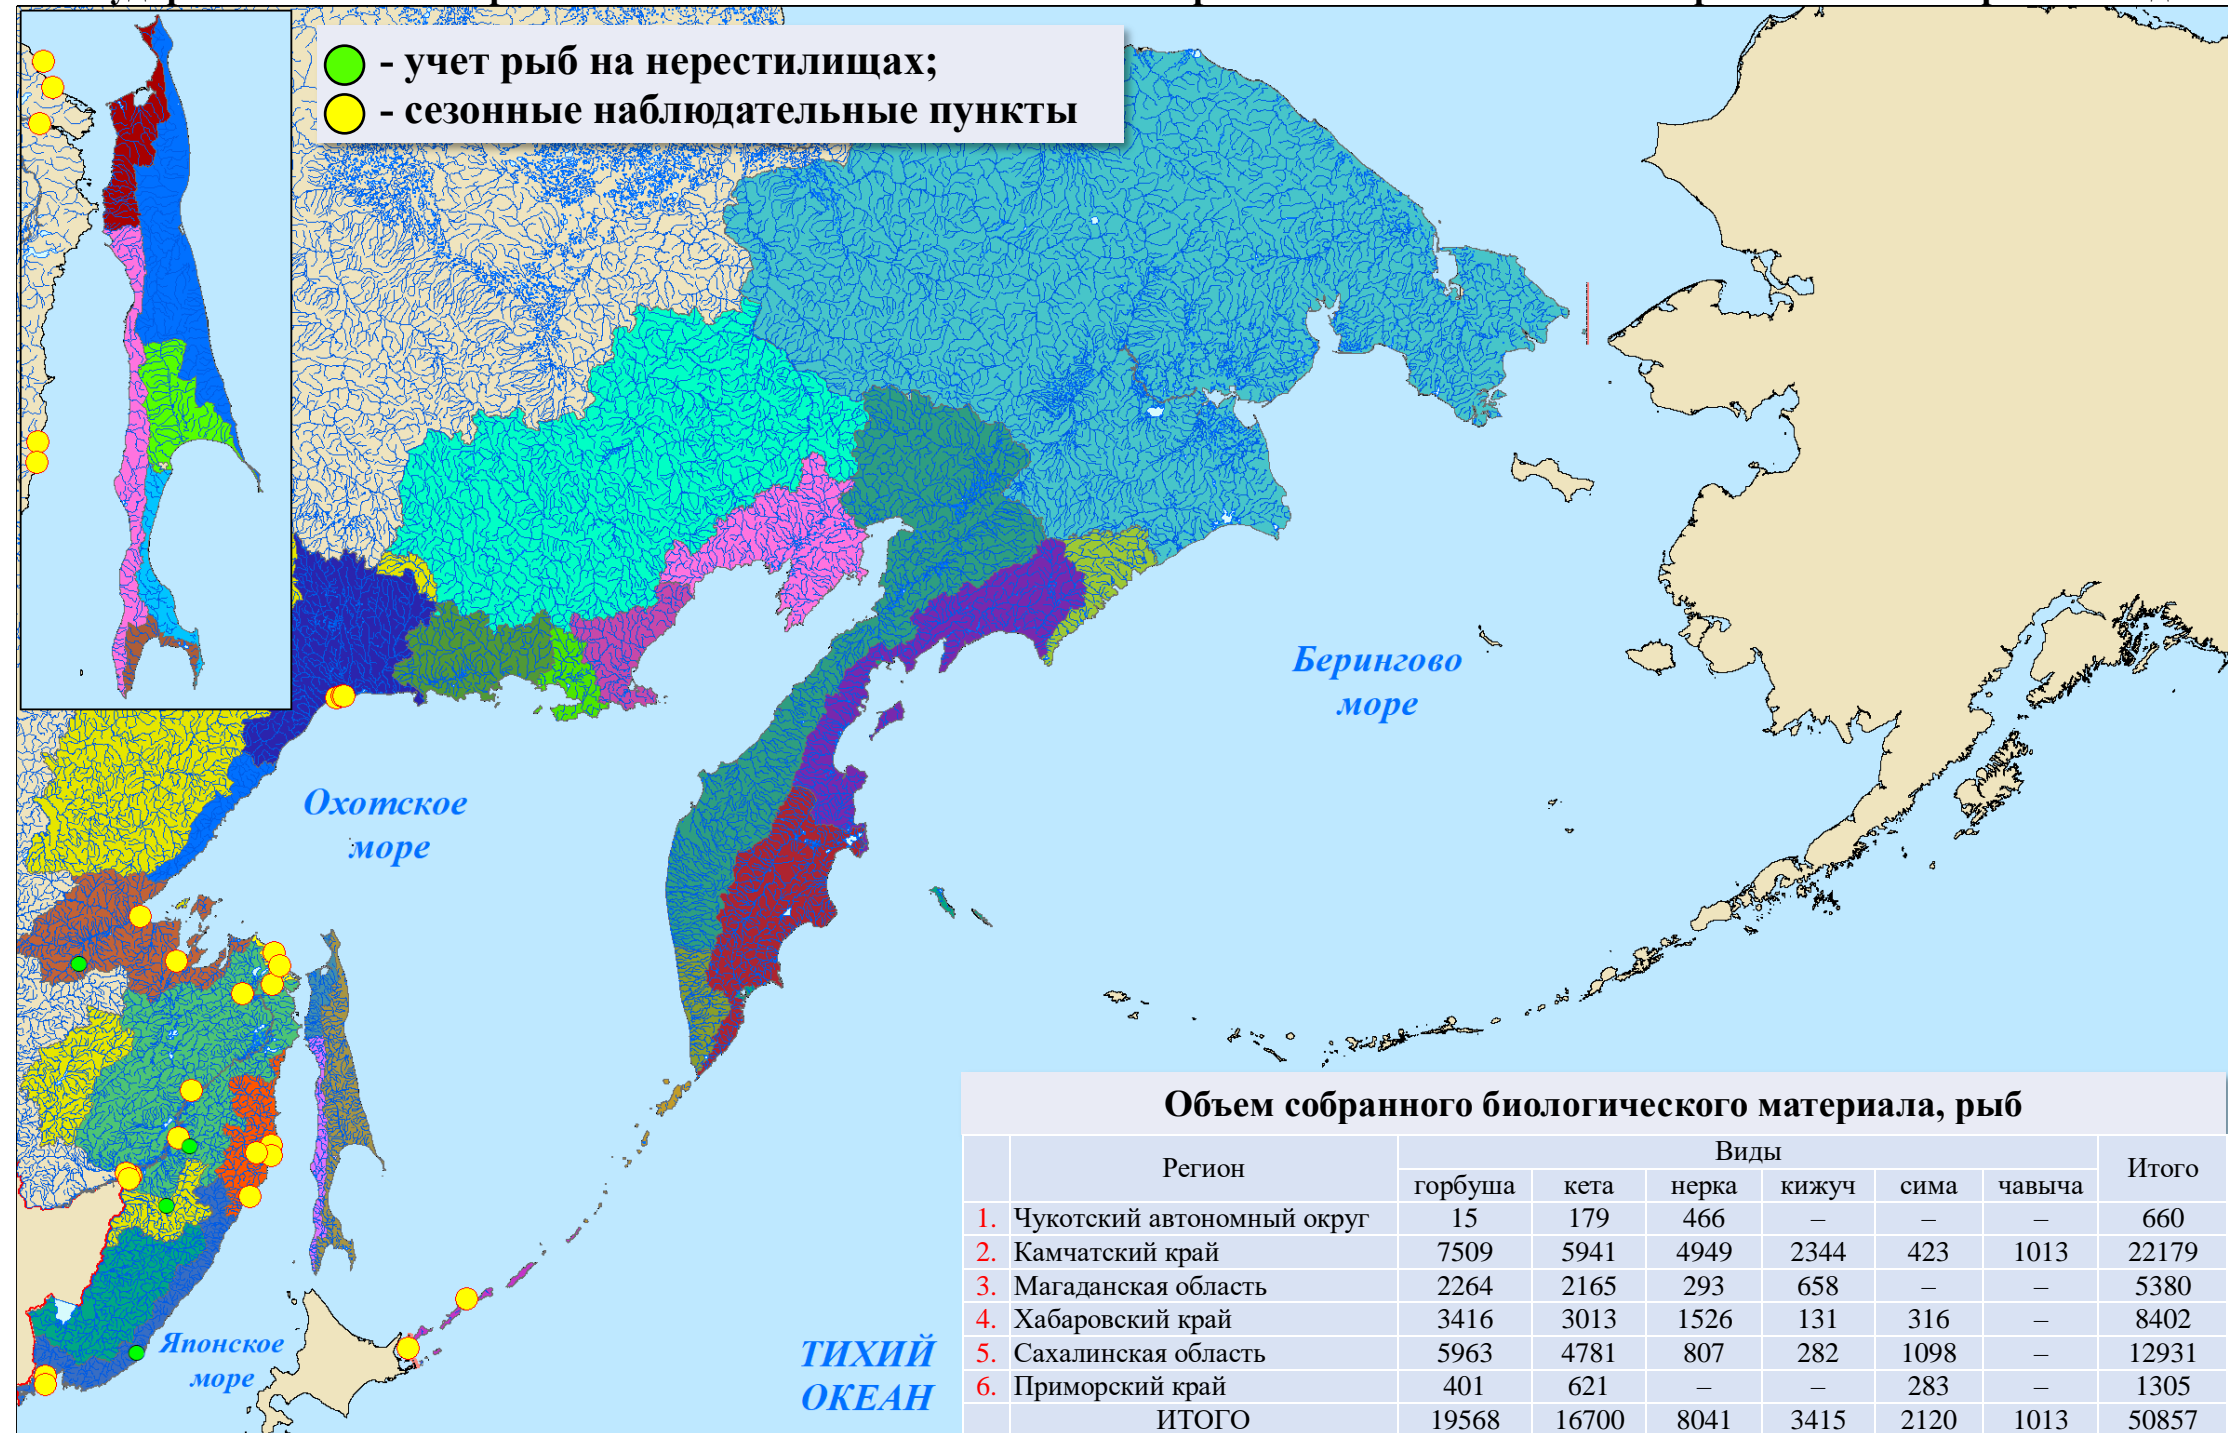 - учет рыб на нерестилищах;
- сезонные наблюдательные пункты
Берингово
море
Охотское
море
Японское
море
ТИХИЙ
ОКЕАН
Объем собранного биологического материала, рыб
Регион Виды Итого
горбуша кета нерка кижуч сима чавыча
1. Чукотский автономный округ 15 179 466 – – – 660
2. Камчатский край 7509 5941 4949 2344 423 1013 22179
3. Магаданская область 2264 2165 293 658 – – 5380
4. Хабаровский край 3416 3013 1526 131 316 – 8402
5. Сахалинская область 5963 4781 807 282 1098 – 12931
6. Приморский край 401 621 – – 283 – 1305
ИТОГО 19568 16700 8041 3415 2120 1013 50857